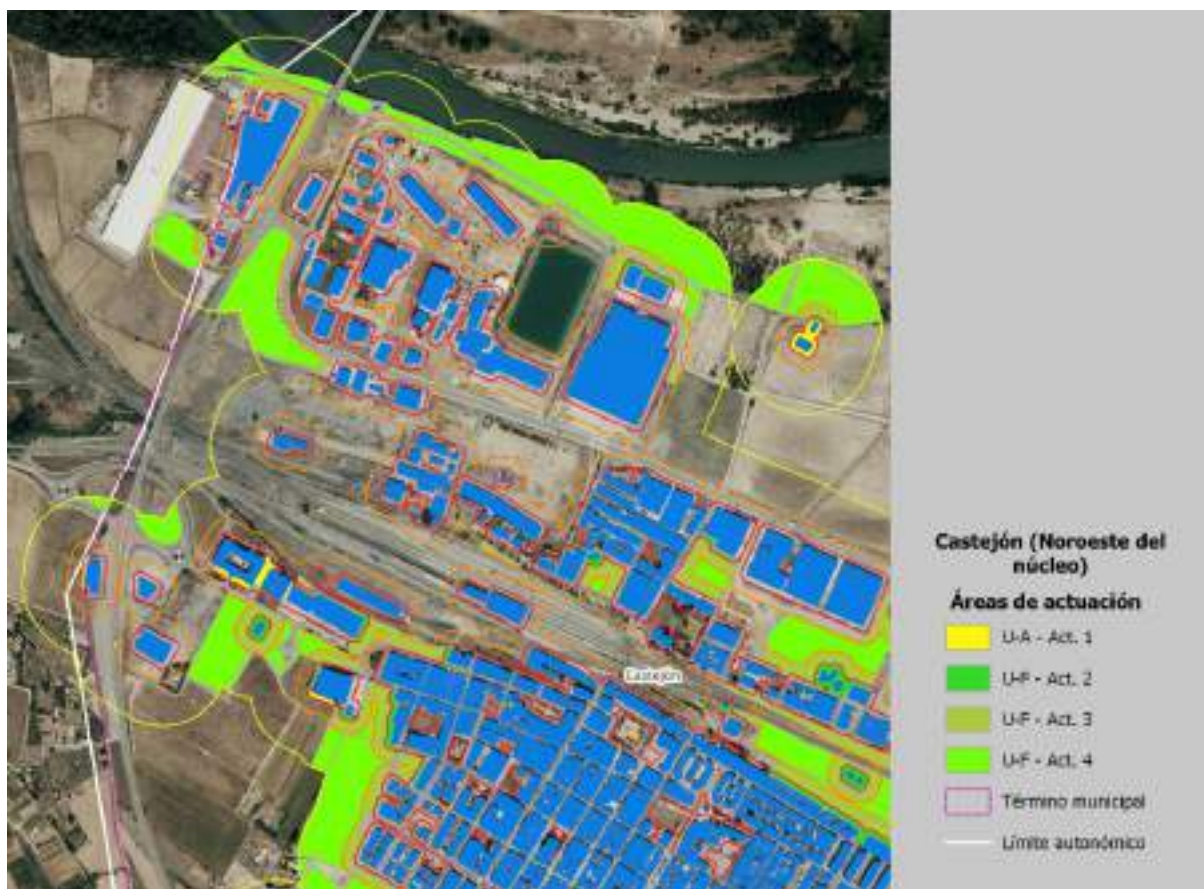 Castejón
Castejón (Noroeste del
núcleo)
Áreas de actuación
U-A - Act. 1
U-F - Act. 2
U-F - Act. 3
U-F - Act. 4
Término municipal
Límite autonómico